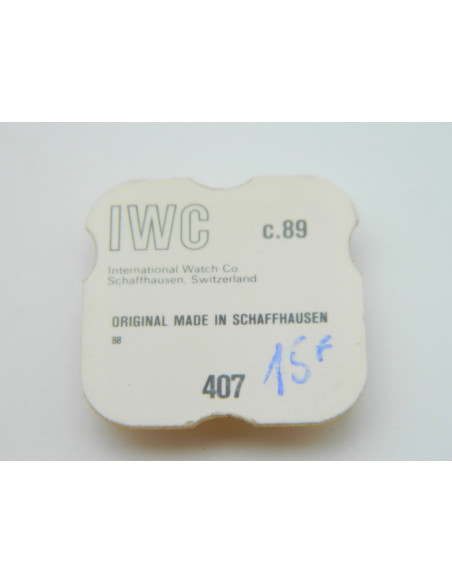 IWC c.89
International Watch Co.
Schaffhausen, Switzerland
ORIGINAL MADE IN SCHAFFHAUSEN
88
407 15F